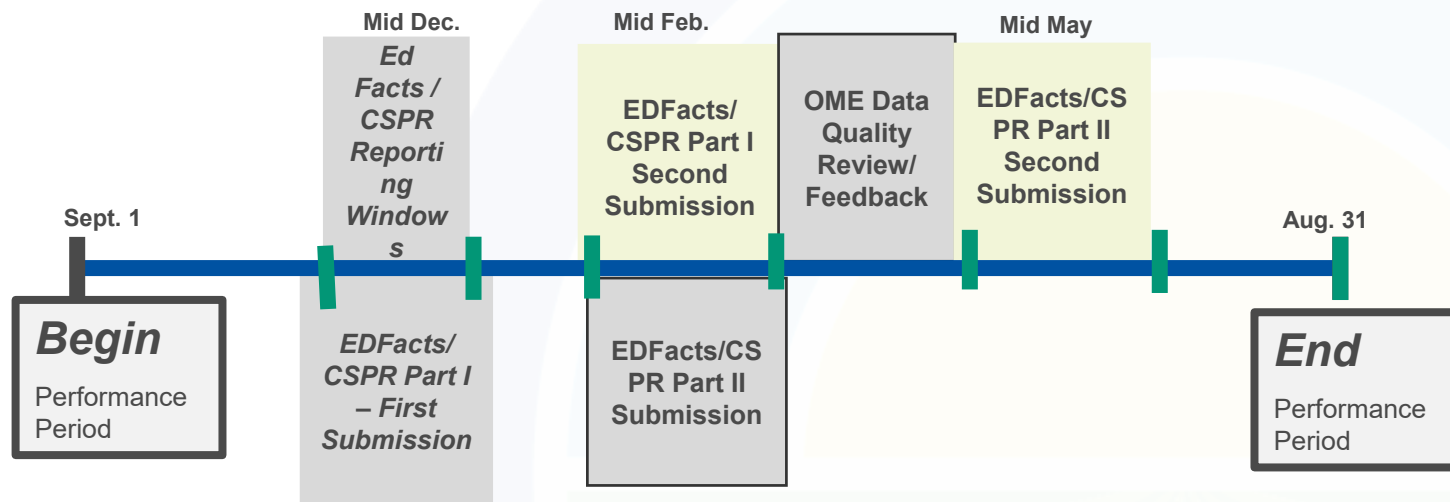 Mid Dec.
Mid Feb.
Mid May
Ed
Facts /
CSPR
Reporti
ng
Window
s
EDFacts/
CSPR Part I
Second
Submission
OME Data
Quality
Review/
Feedback
EDFacts/CS
PR Part II
Second
Submission
Sept. 1
Aug. 31
Begin
Performance
Period
EDFacts/
CSPR Part I
– First
Submission
EDFacts/CS
PR Part II
Submission
End
Performance
Period